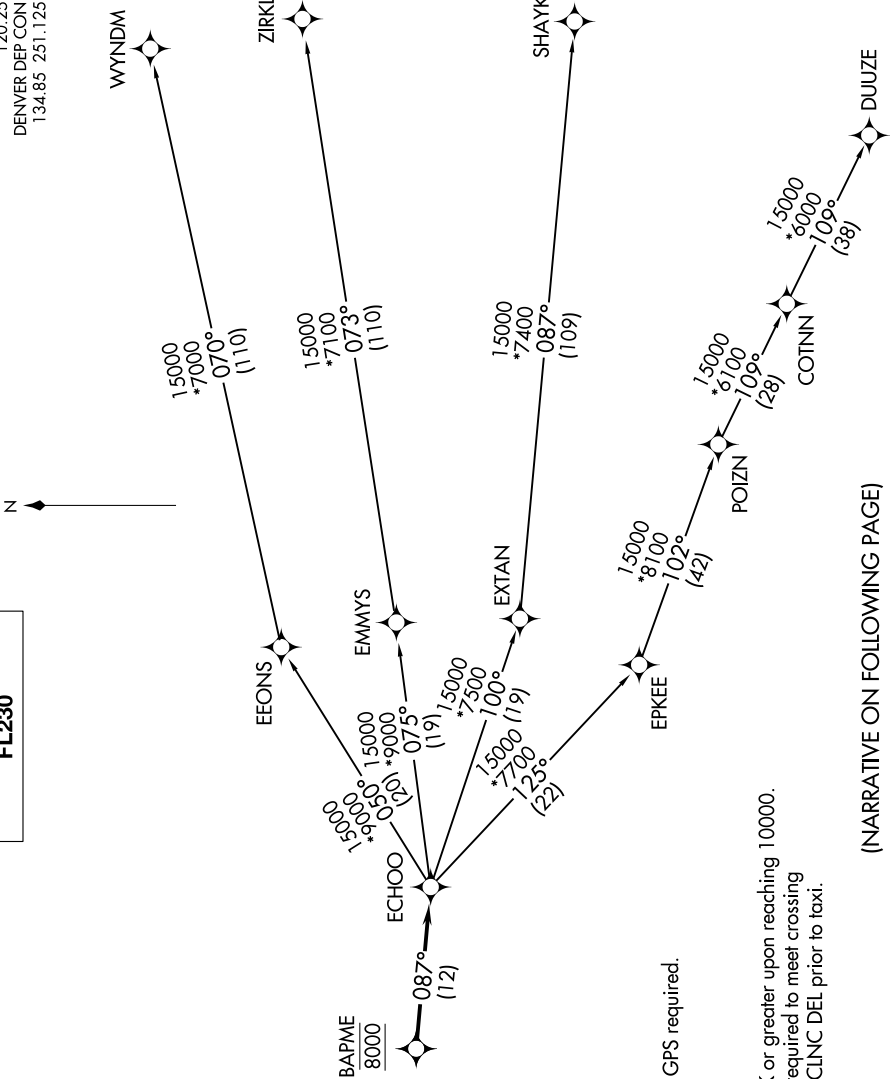 120.25
DENVER DEP CON
134.85 251.125
FL230
N
WYNDM
15000
*7000
070°
(110)
EEONS
15000
*7100
073°
(110)
EMMYS
SHAYK
15000
*7400
087°
(109)
EXTAN
DUUZE
15000
*6000
109°
(38)
COTNN
15000
*6100
109°
(28)
POIZN
15000
*8100
102°
(42)
EPKEE
15000
*9000
050°
(20)
15000
*9000
075°
(19)
15000
*7500
100°
(19)
15000
*7700
125°
(22)
ECHOO
087°
(12)
BAPME
8000
GPS required.
or greater upon reaching 10000.
required to meet crossing
CLNC DEL prior to taxi.
(NARRATIVE ON FOLLOWING PAGE)